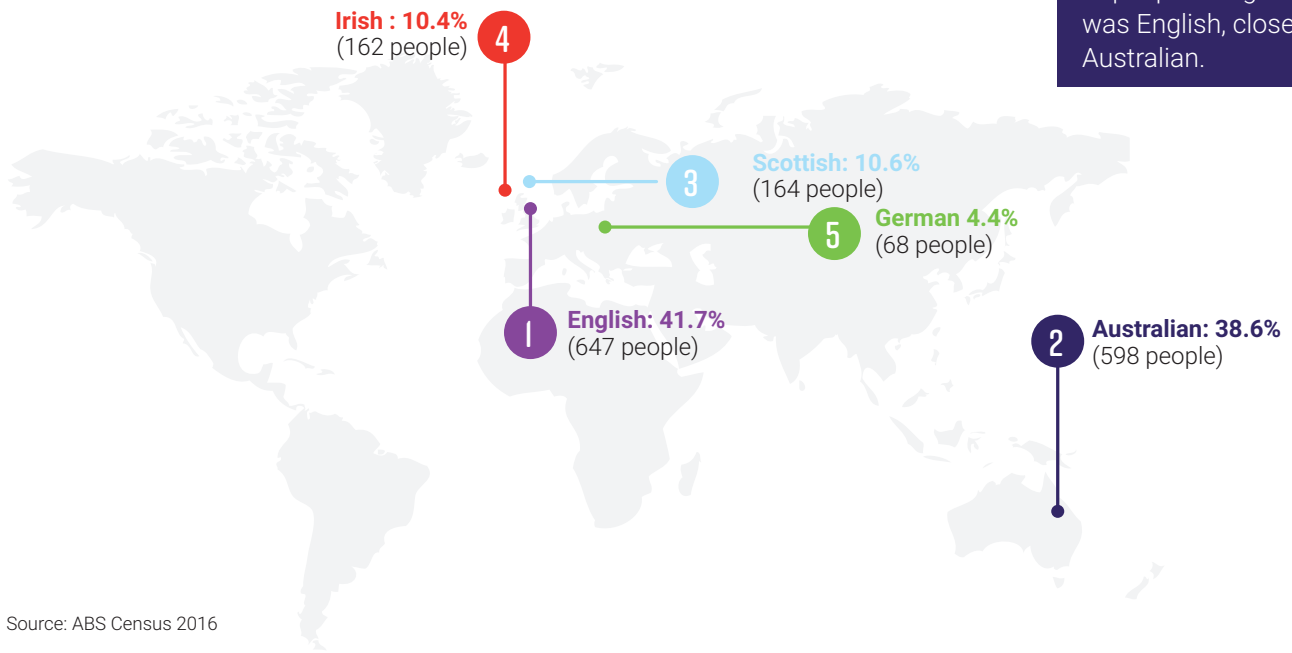 Irish : 10.4%
(162 people)
4
was English, close
Australian.
Scottish: 10.6%
(164 people)
3
German 4.4%
(68 people)
5
English: 41.7%
(647 people)
1
Australian: 38.6%
(598 people)
2
Source: ABS Census 2016